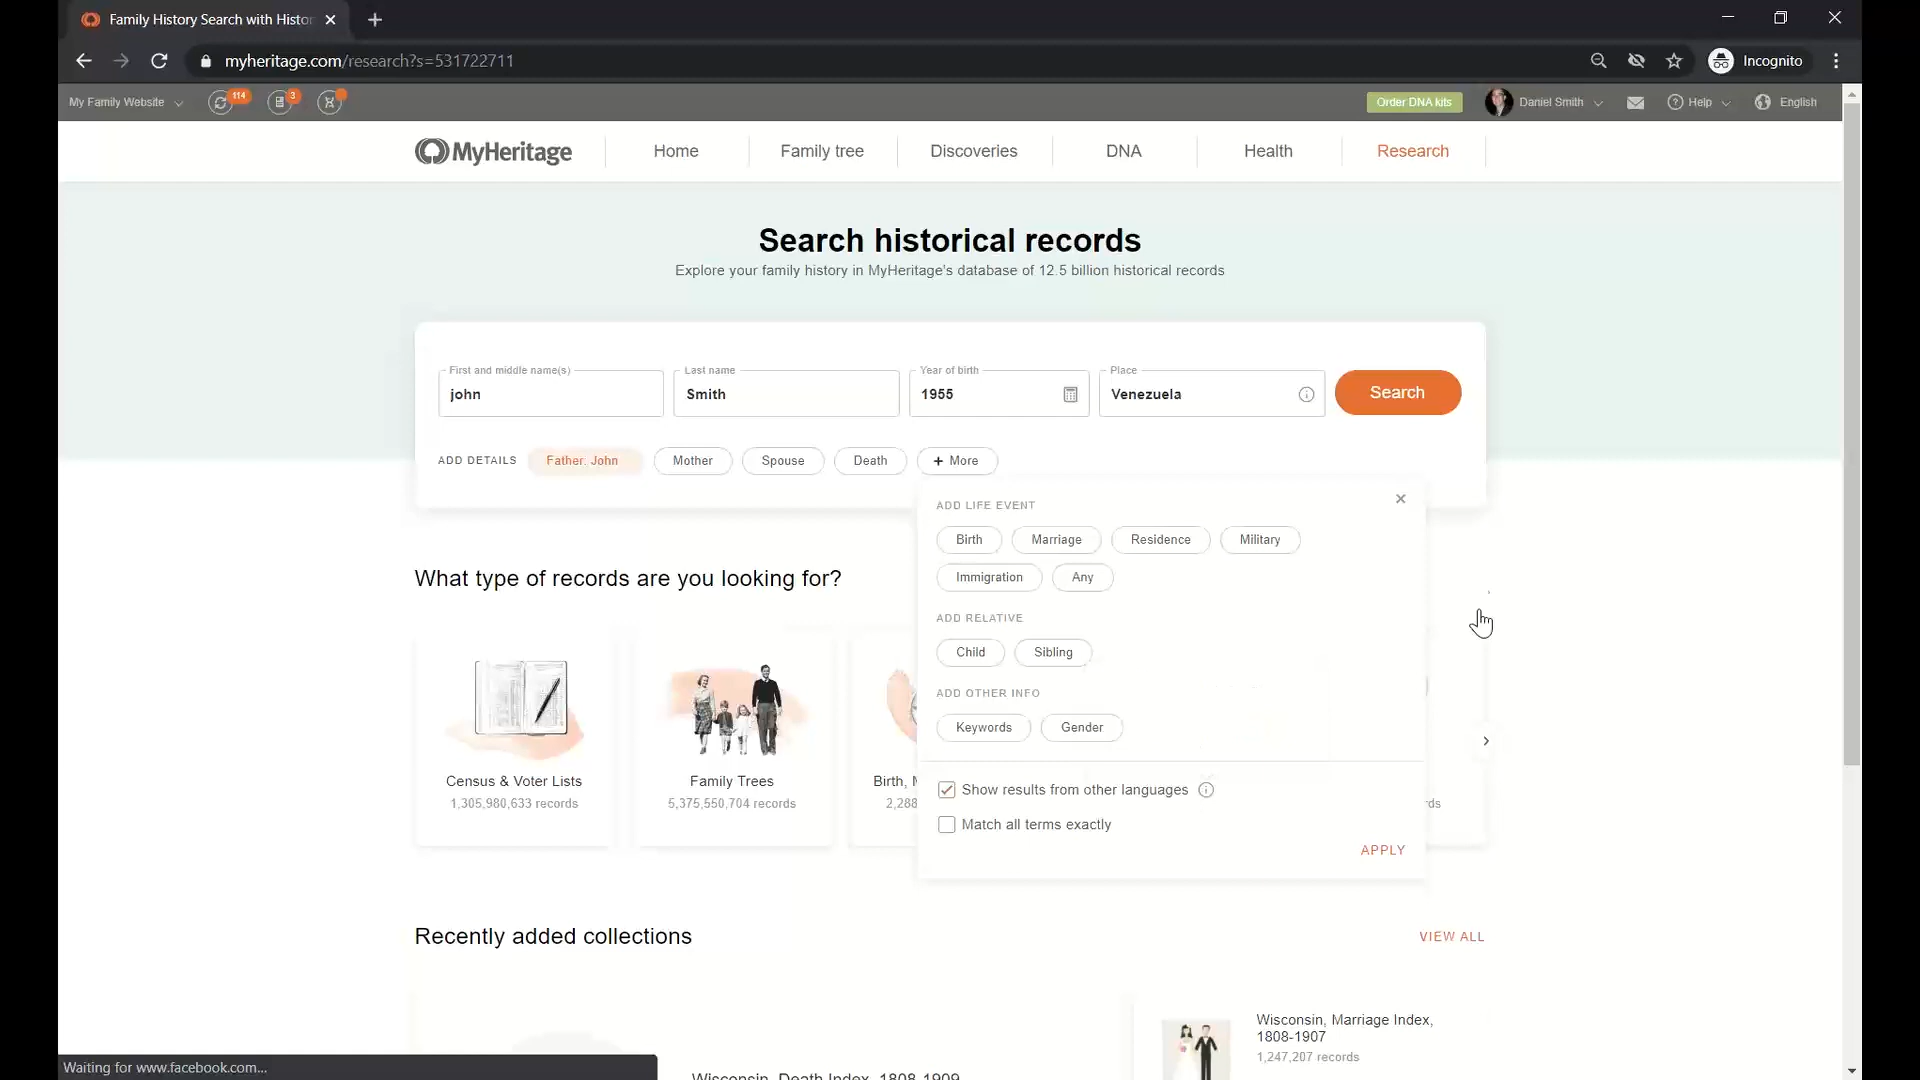 Family History Search with Histor
myheritage.com/research?s=531722711
Incognito
My Family Website
114
3
Order DNA kits
Daniel Smith
Help
English
MyHeritage
Home
Family tree
Discoveries
DNA
Health
Research
Search historical records
Explore your family history in MyHeritage's database of 12.5 billion historical records
First and middle name(s)
Last name
Year of birth
Place
john
Smith
1955
Venezuela
Search
ADD DETAILS
Father: John
Mother
Spouse
Death
+ More
ADD LIFE EVENT
Birth
Marriage
Residence
Military
Immigration
Any
ADD RELATIVE
Child
Sibling
ADD OTHER INFO
Keywords
Gender
Show results from other languages
Match all terms exactly
APPLY
What type of records are you looking for?
Census & Voter Lists
1,305,980,633 records
Family Trees
5,375,550,704 records
Birth,
2,288
rds
Recently added collections
VIEW ALL
Wisconsin, Death Index, 1808-1909
Wisconsin, Marriage Index,
1808-1907
1,247,207 records
Waiting for www.facebook.com...